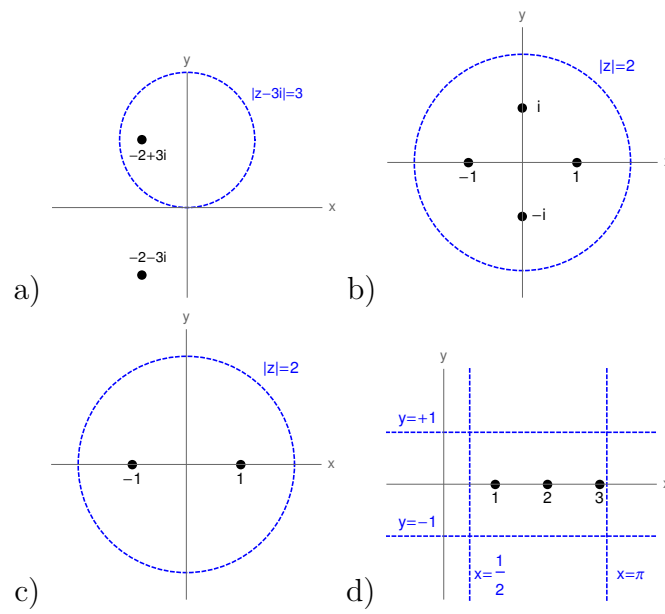 y
|z−3i|=3
−2+3i
x
−2−3i
a)
y
|z|=2
i
−1
1
x
−i
b)
y
|z|=2
−1
1
x
c)
y
y=+1
1
2
3
x
y=−1
x=1/2
x=π
d)